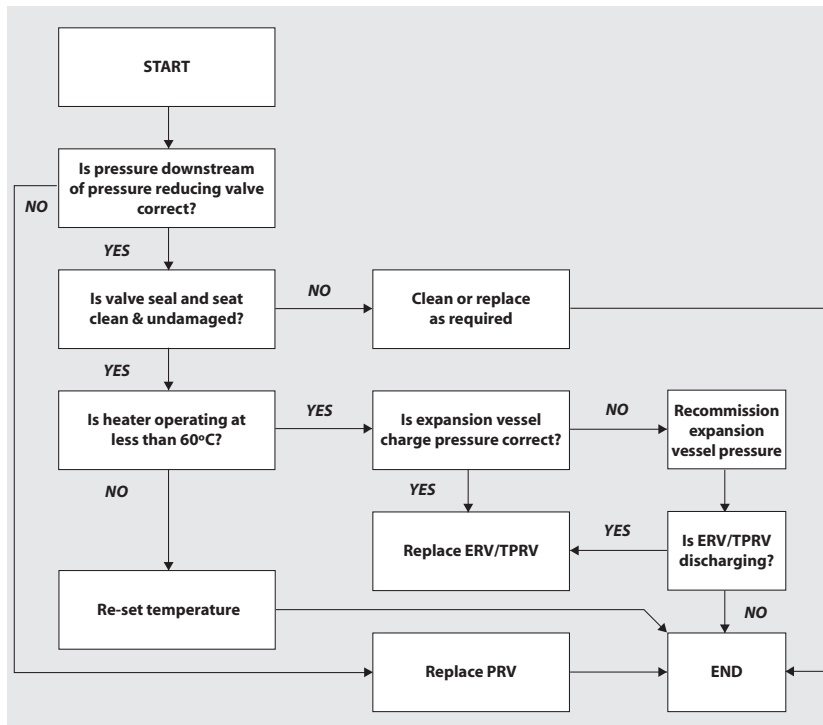 START
Is pressure downstream
of pressure reducing valve
correct?
NO
YES
Is valve seal and seat
clean & undamaged?
NO
Clean or replace
as required
YES
Is heater operating at
less than 60ºC?
YES
Is expansion vessel
charge pressure correct?
NO
Recommission
expansion
vessel pressure
NO
YES
Replace ERV/TPRV
YES
Is ERV/TPRV
discharging?
Re-set temperature
NO
Replace PRV
END